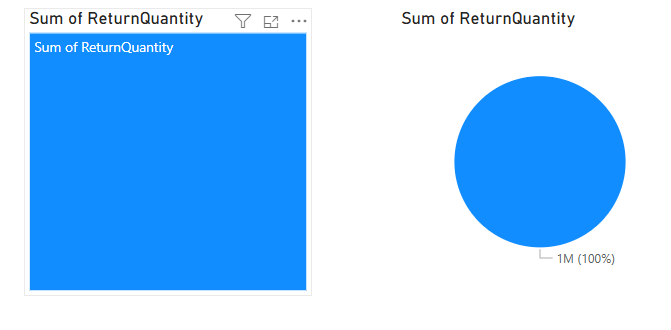 Sum of ReturnQuantity
Sum of ReturnQuantity
Sum of ReturnQuantity
1M (100%)